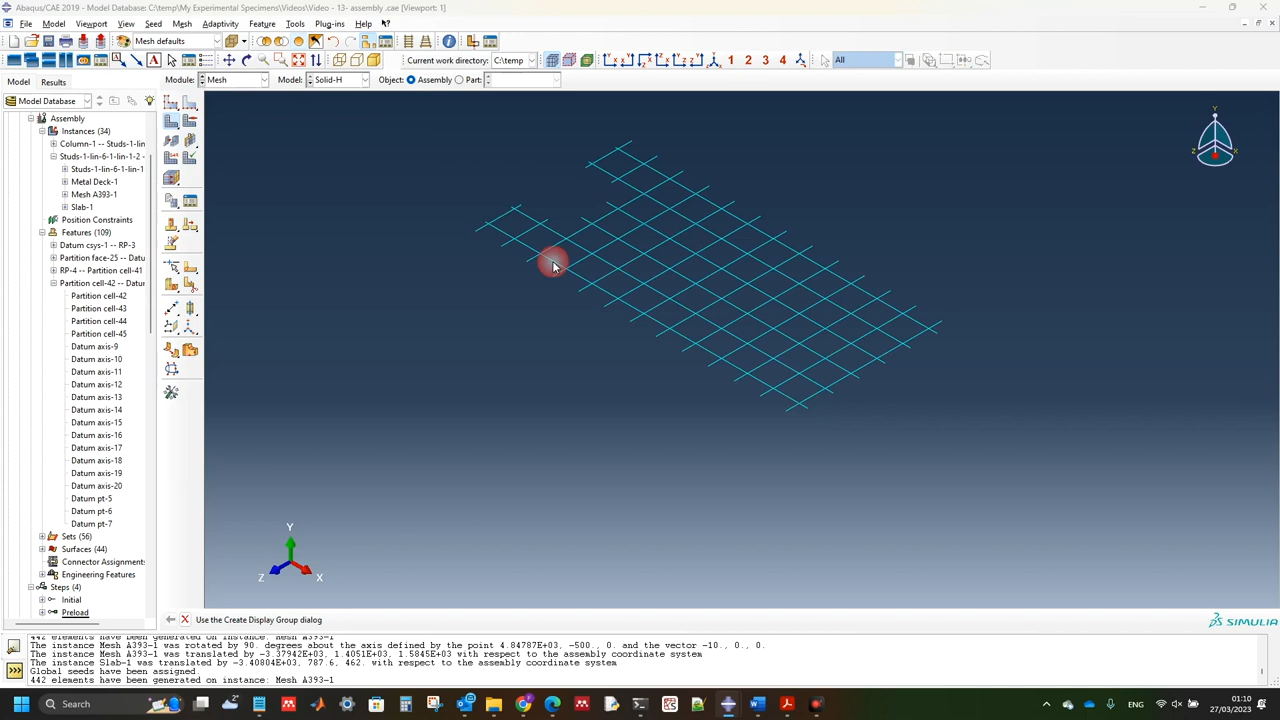 Abaqus/CAE 2019 - Model Database: C:\temp\My Experimental Specimens\Videos\Video - 13- assembly .cae [Viewport: 1]
File Model Viewport View Seed Mesh Adaptivity Feature Tools Plug-ins Help
Mesh defaults
Current work directory: C:\temp 1 2 3 4 All
Model Results Module: Mesh Model: Solid-H Object: Assembly Part:
Model Database
Assembly
Instances (34)
Column-1 -- Studs-1-lin
Studs-1-lin-6-1-lin-1-2 -
Studs-1-lin-6-1-lin-1
Metal Deck-1
Mesh A393-1
Slab-1
Position Constraints
Features (109)
Datum csys-1 -- RP-3
Partition face-25 -- Datu
RP-4 -- Partition cell-41
Partition cell-42 -- Datur
Partition cell-42
Partition cell-43
Partition cell-44
Partition cell-45
Datum axis-9
Datum axis-10
Datum axis-11
Datum axis-12
Datum axis-13
Datum axis-14
Datum axis-15
Datum axis-16
Datum axis-17
Datum axis-18
Datum axis-19
Datum axis-20
Datum pt-5
Datum pt-6
Datum pt-7
Sets (56)
Surfaces (44)
Connector Assignments
Engineering Features
Steps (4)
Initial
Preload
Y
Z X
Y
Z X
Use the Create Display Group dialog
SIMULIA
442 elements have been generated on instance: Mesh A393-1
The instance Mesh A393-1 was rotated by 90. degrees about the axis defined by the point 4.84787E+03, -500., 0. and the vector -10., 0., 0.
The instance Mesh A393-1 was translated by -3.37942E+03, 1.4051E+03, 1.5845E+03 with respect to the assembly coordinate system
The instance Slab-1 was translated by -3.40804E+03, 787.6, 462. with respect to the assembly coordinate system
Global seeds have been assigned.
442 elements have been generated on instance: Mesh A393-1
Search
ENG
01:10
27/03/2023